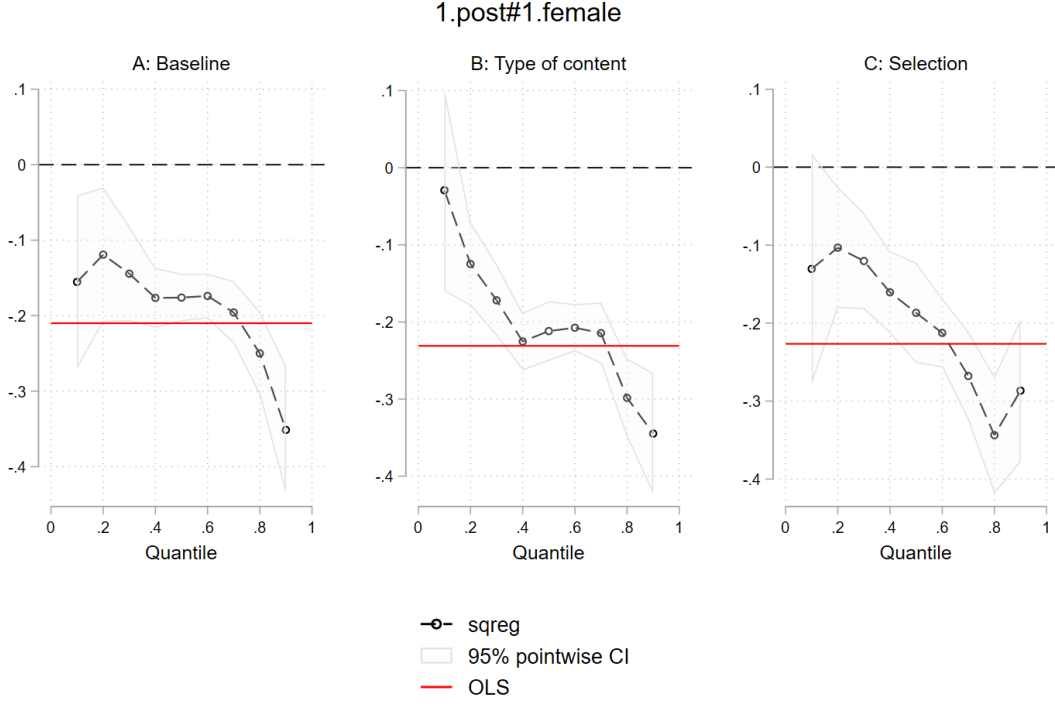 1.post#1.female
A: Baseline
.1
0
-.1
-.2
-.3
-.4
0 .2 .4 .6 .8 1
Quantile
B: Type of content
.1
0
-.1
-.2
-.3
-.4
0 .2 .4 .6 .8 1
Quantile
C: Selection
.1
0
-.1
-.2
-.3
-.4
0 .2 .4 .6 .8 1
Quantile
sqreg
95% pointwise CI
OLS